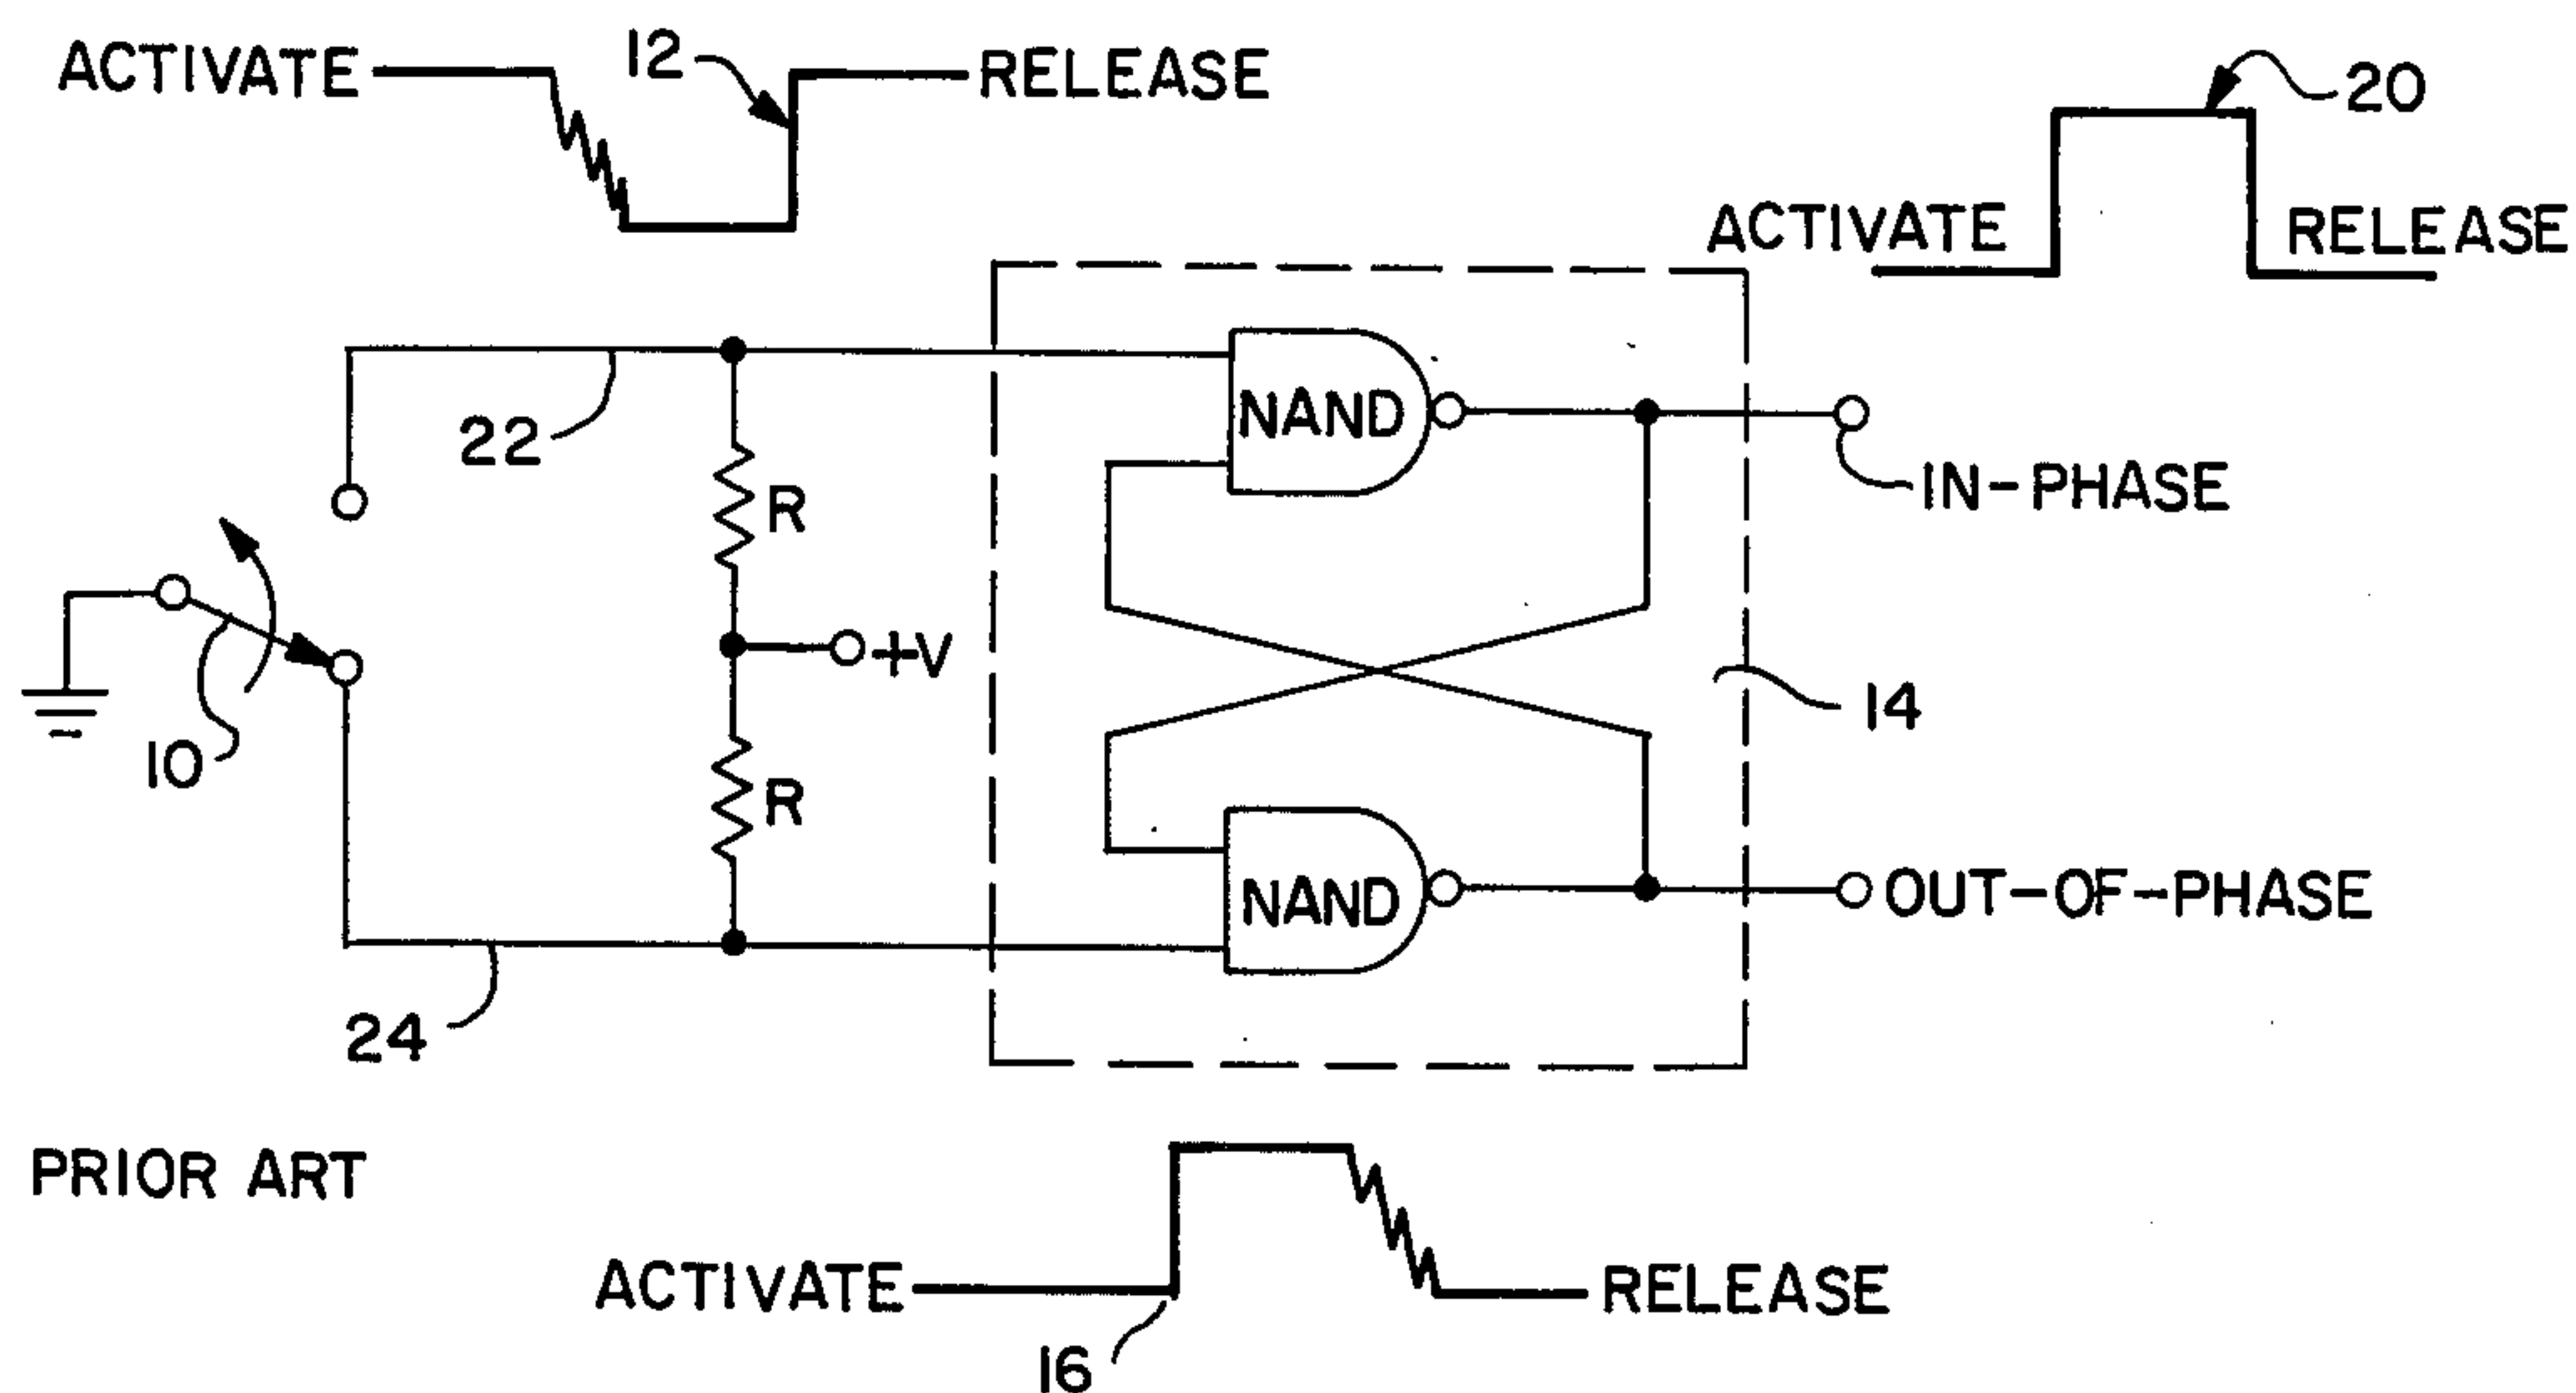 ACTIVATE
12
RELEASE
20
ACTIVATE
RELEASE
22
NAND
R
IN-PHASE
+V
14
10
R
NAND
OUT-OF-PHASE
24
PRIOR ART
ACTIVATE
RELEASE
16